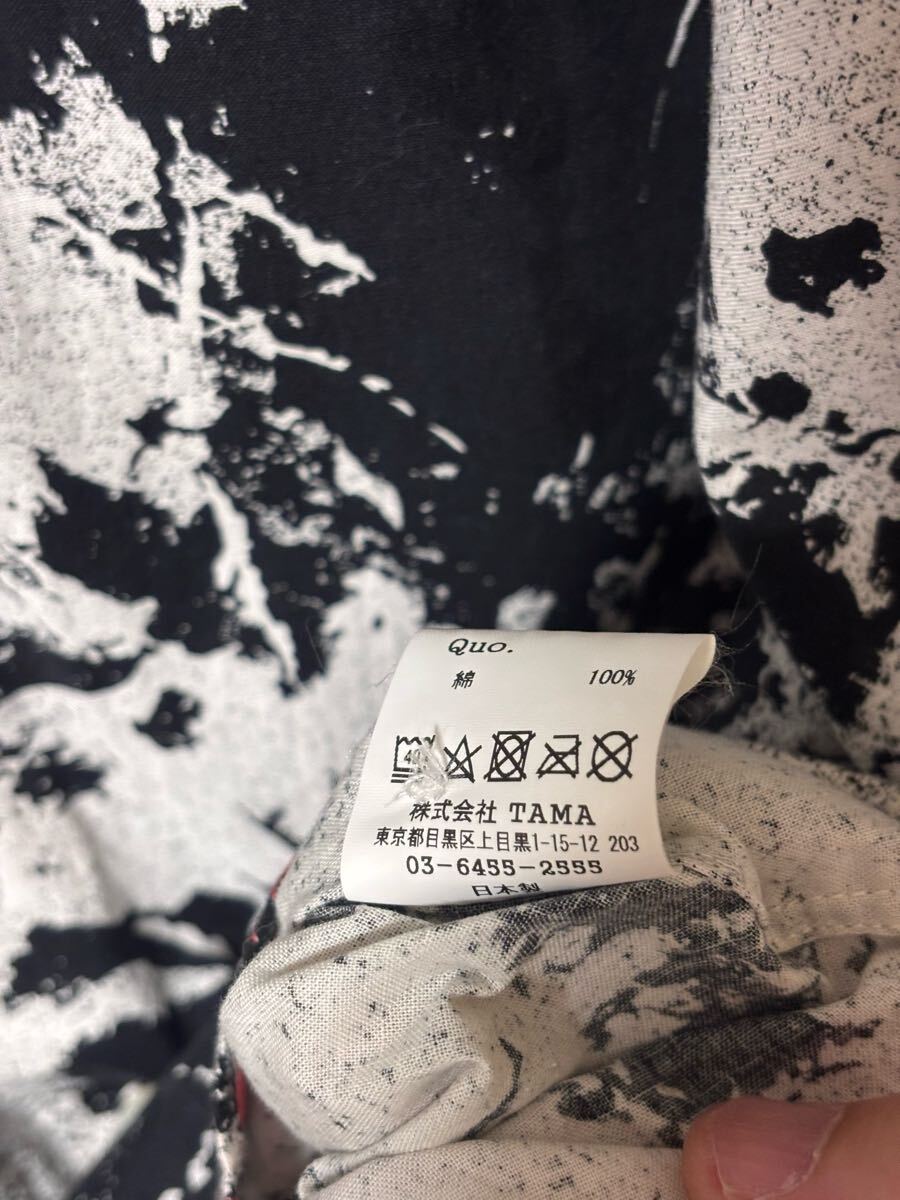 Quo.
綿 100%
40
株式会社 TAMA
東京都目黒区上目黒1-15-12 203
03-6455-2555
日本製